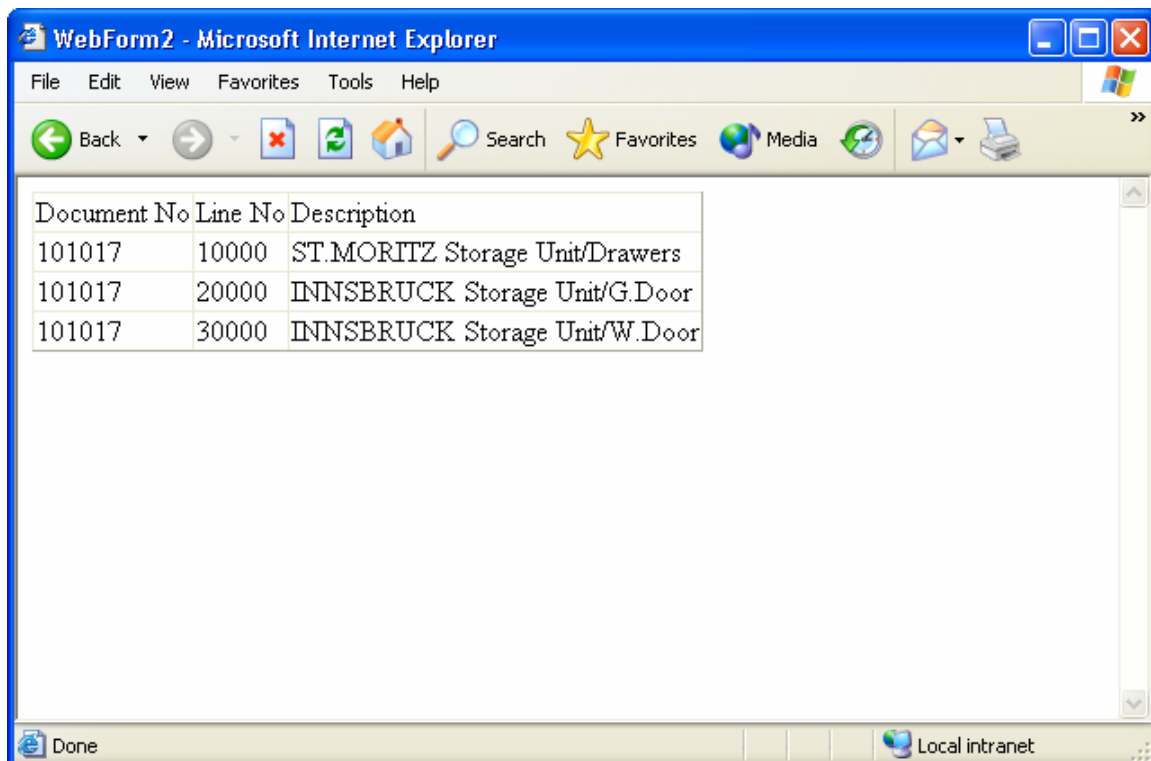 WebForm2 - Microsoft Internet Explorer
File Edit View Favorites Tools Help
Back Search Favorites Media »
Document No Line No Description
101017 10000 ST.MORITZ Storage Unit/Drawers
101017 20000 INNSBRUCK Storage Unit/G.Door
101017 30000 INNSBRUCK Storage Unit/W.Door
Done Local intranet